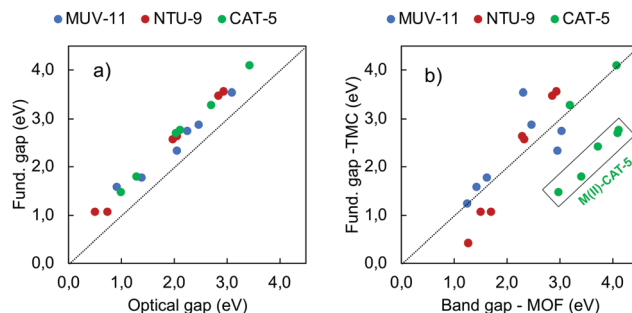 MUV-11 NTU-9 CAT-5
a)
Fund. gap (eV)
4,0
3,0
2,0
1,0
0,0
0,0 1,0 2,0 3,0 4,0
Optical gap (eV)
MUV-11 NTU-9 CAT-5
b)
Fund. gap -TMC (eV)
4,0
3,0
2,0
1,0
0,0
M(II)-CAT-5
0,0 1,0 2,0 3,0 4,
Band gap - MOF (eV)